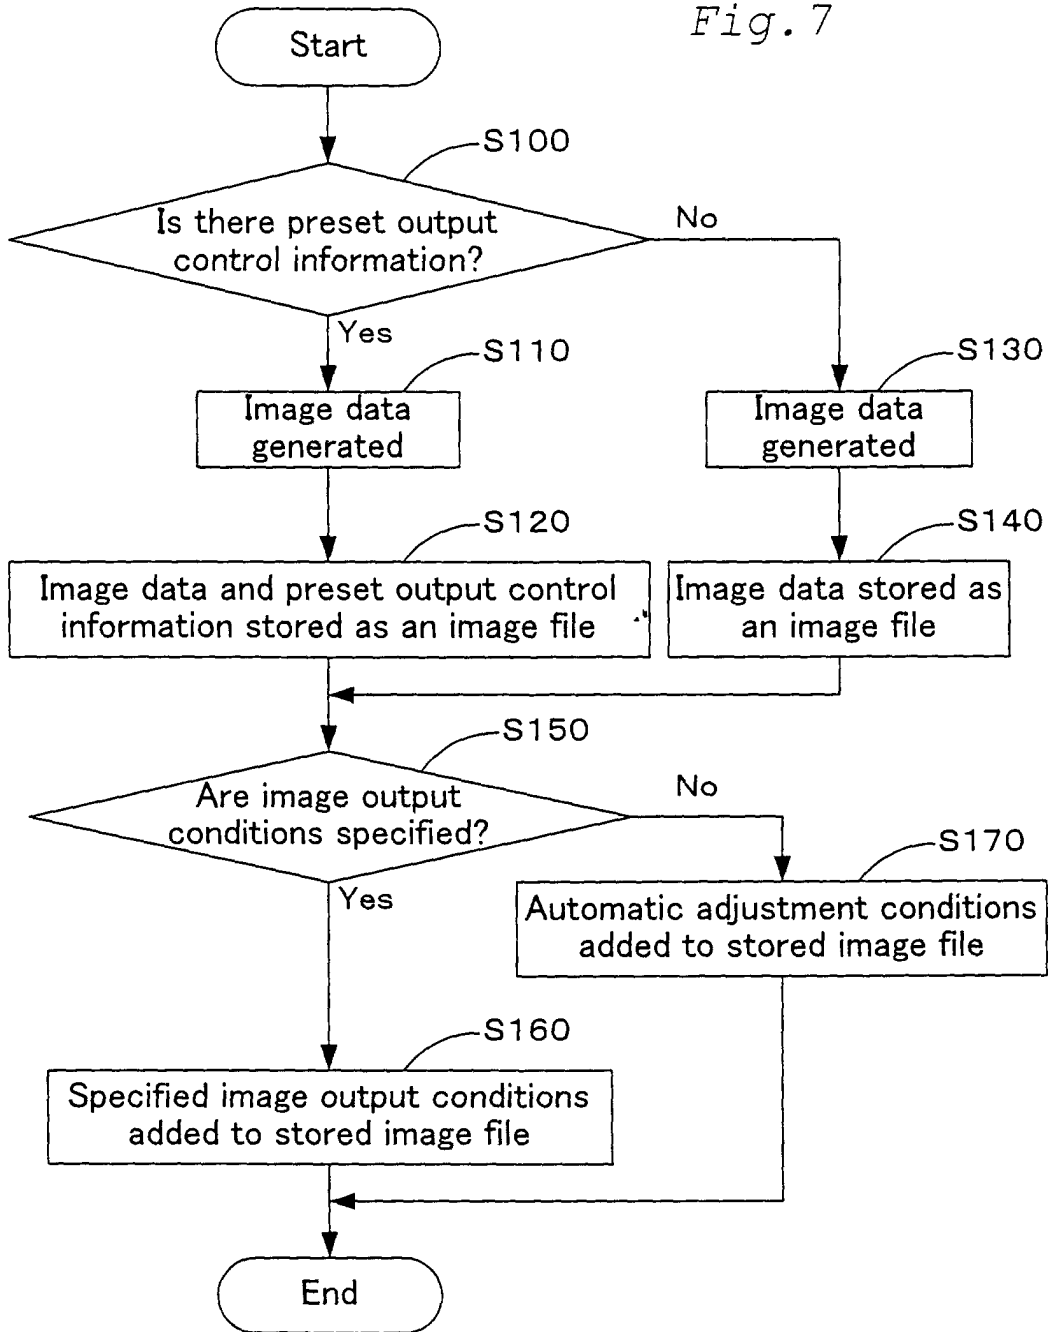 Fig. 7
Start
S100
Is there preset output
control information?
No
Yes
S110
Image data
generated
S130
Image data
generated
S120
Image data and preset output control
information stored as an image file
S140
Image data stored as
an image file
S150
Are image output
conditions specified?
No
Yes
S170
Automatic adjustment conditions
added to stored image file
S160
Specified image output conditions
added to stored image file
End